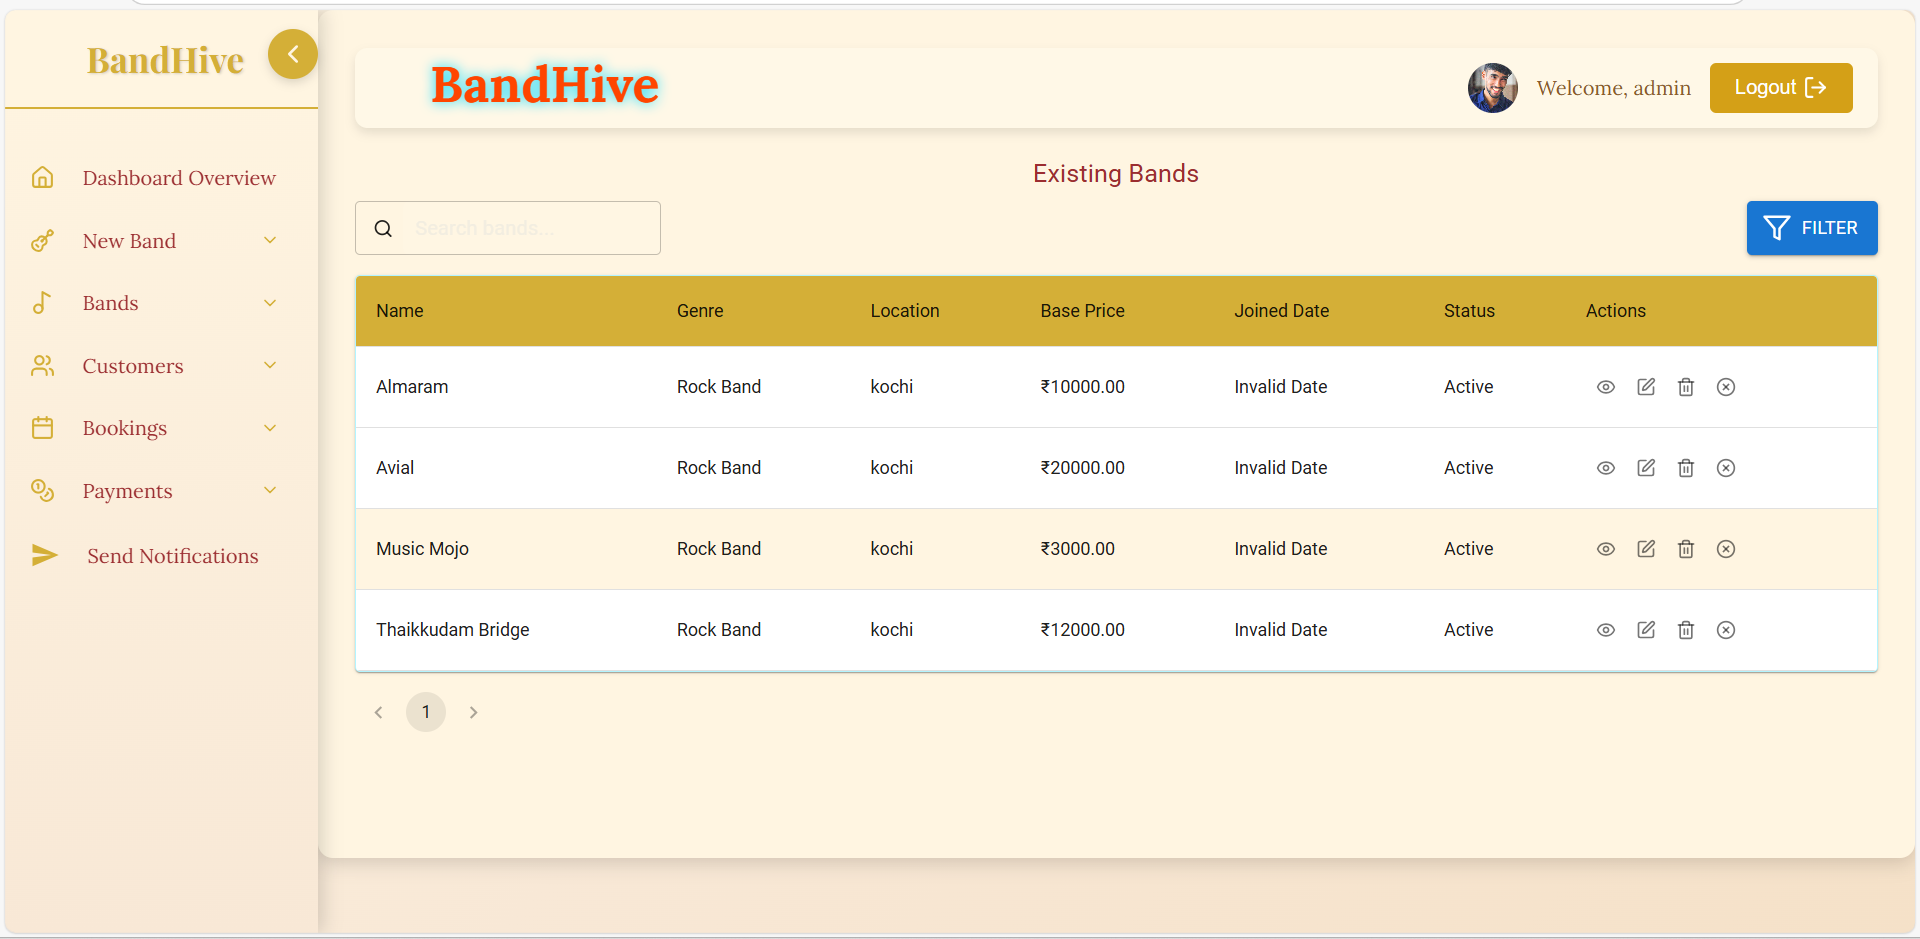 BandHive
BandHive
Welcome, admin
Logout
Dashboard Overview
New Band
Bands
Customers
Bookings
Payments
Send Notifications
Existing Bands
Search bands...
FILTER
Name Genre Location Base Price Joined Date Status Actions
Almaram Rock Band kochi ₹10000.00 Invalid Date Active
Avial Rock Band kochi ₹20000.00 Invalid Date Active
Music Mojo Rock Band kochi ₹3000.00 Invalid Date Active
Thaikkudam Bridge Rock Band kochi ₹12000.00 Invalid Date Active
1